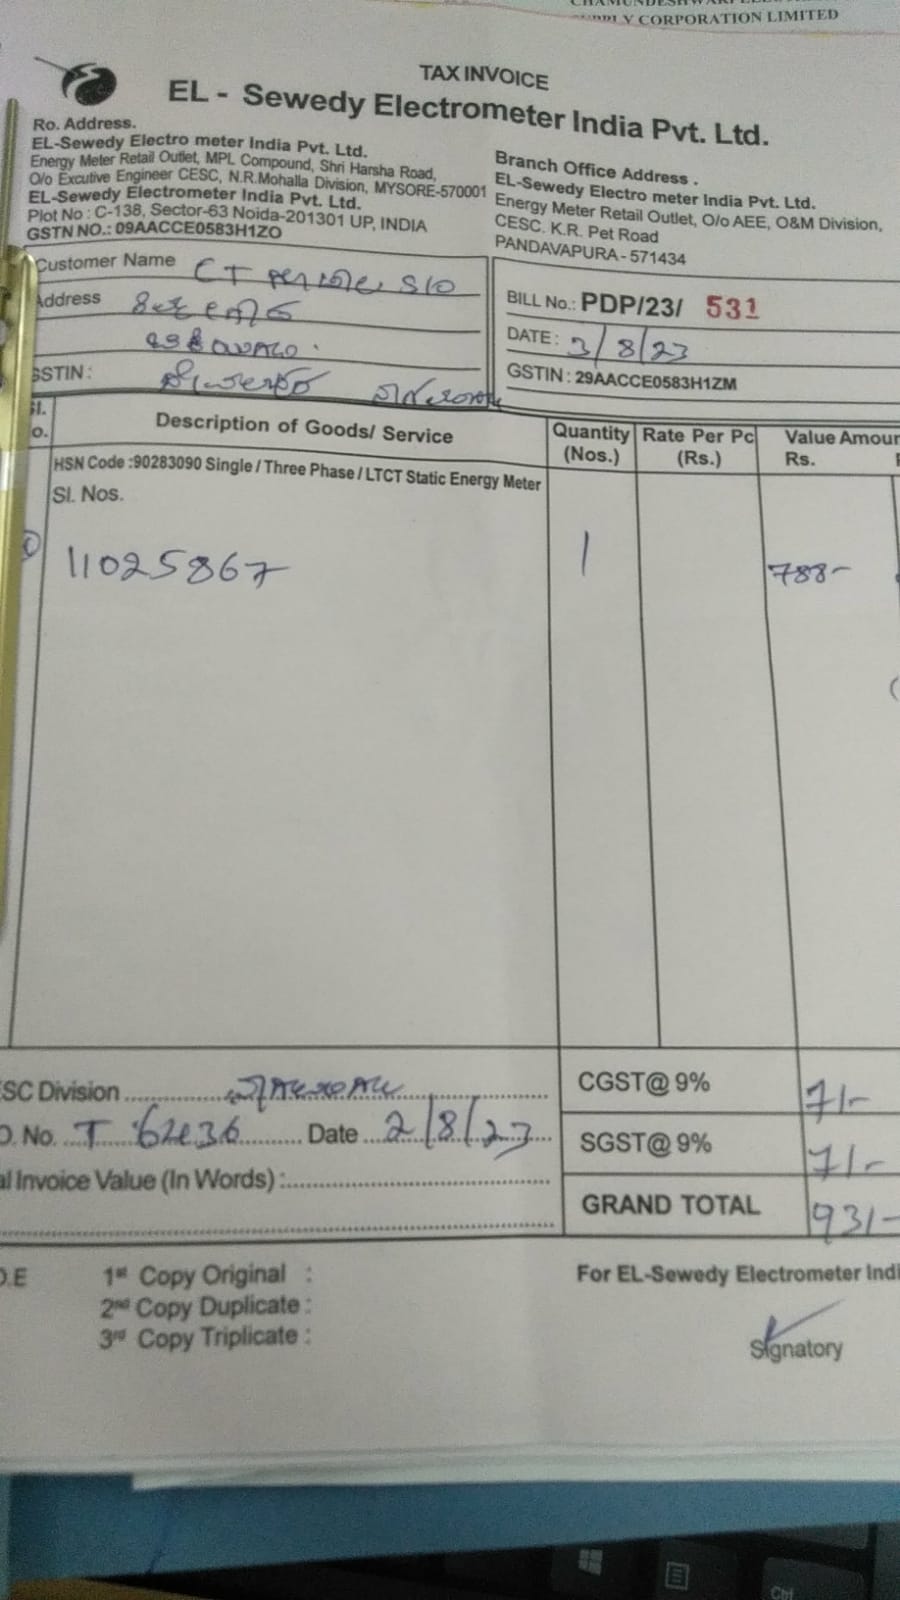 CORPORATION LIMITED
TAX INVOICE
EL - Sewedy Electrometer India Pvt. Ltd.
Ro. Address.
EL-Sewedy Electro meter India Pvt. Ltd.
Energy Meter Retail Outlet, MPL Compound, Shri Harsha Road,
O/o Excutive Engineer CESC, N.R.Mohalla Division, MYSORE-570001
EL-Sewedy Electrometer India Pvt. Ltd.
Plot No : C-138, Sector-63 Noida-201301 UP, INDIA
GSTN NO.: 09AACCE0583H1ZO
Branch Office Address .
EL-Sewedy Electro meter India Pvt. Ltd.
Energy Meter Retail Outlet, O/o AEE, O&M Division,
CESC. K.R. Pet Road
PANDAVAPURA - 571434
Customer Name CT S/O
Address
GSTIN :
BILL No.: PDP/23/ 531
DATE : 3/8/23
GSTIN : 29AACCE0583H1ZM
Sl. No. Description of Goods/ Service Quantity (Nos.) Rate Per Pc (Rs.) Value Amour Rs.
HSN Code :90283090 Single / Three Phase / LTCT Static Energy Meter
Sl. Nos.
11025867 1 788-
SC Division
No. T 62636 Date 2/8/23
Invoice Value (In Words) :
CGST@ 9% 71-
SGST@ 9% 71-
GRAND TOTAL 931-
O.E
1st Copy Original :
2nd Copy Duplicate :
3rd Copy Triplicate :
For EL-Sewedy Electrometer Indi
Signatory
Ctrl